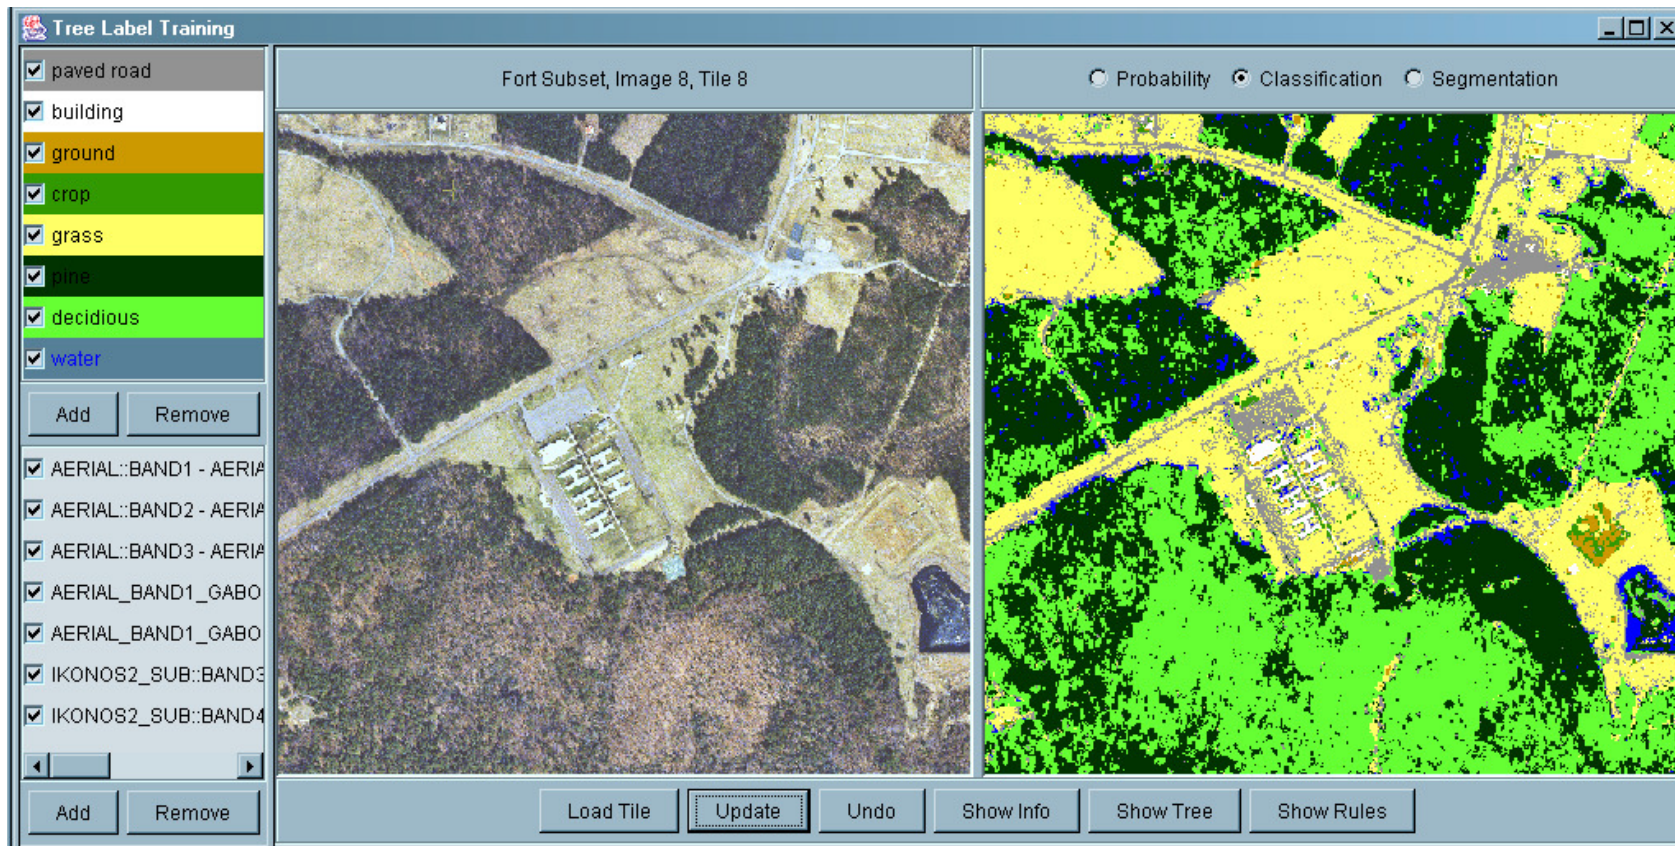 Tree Label Training
paved road
building
ground
crop
grass
pine
decidious
water
Add Remove
AERIAL::BAND1 - AERIA
AERIAL::BAND2 - AERIA
AERIAL::BAND3 - AERIA
AERIAL_BAND1_GABO
AERIAL_BAND1_GABO
IKONOS2_SUB::BAND3
IKONOS2_SUB::BAND4
Add Remove
Fort Subset, Image 8, Tile 8
Probability Classification Segmentation
Load Tile Update Undo Show Info Show Tree Show Rules